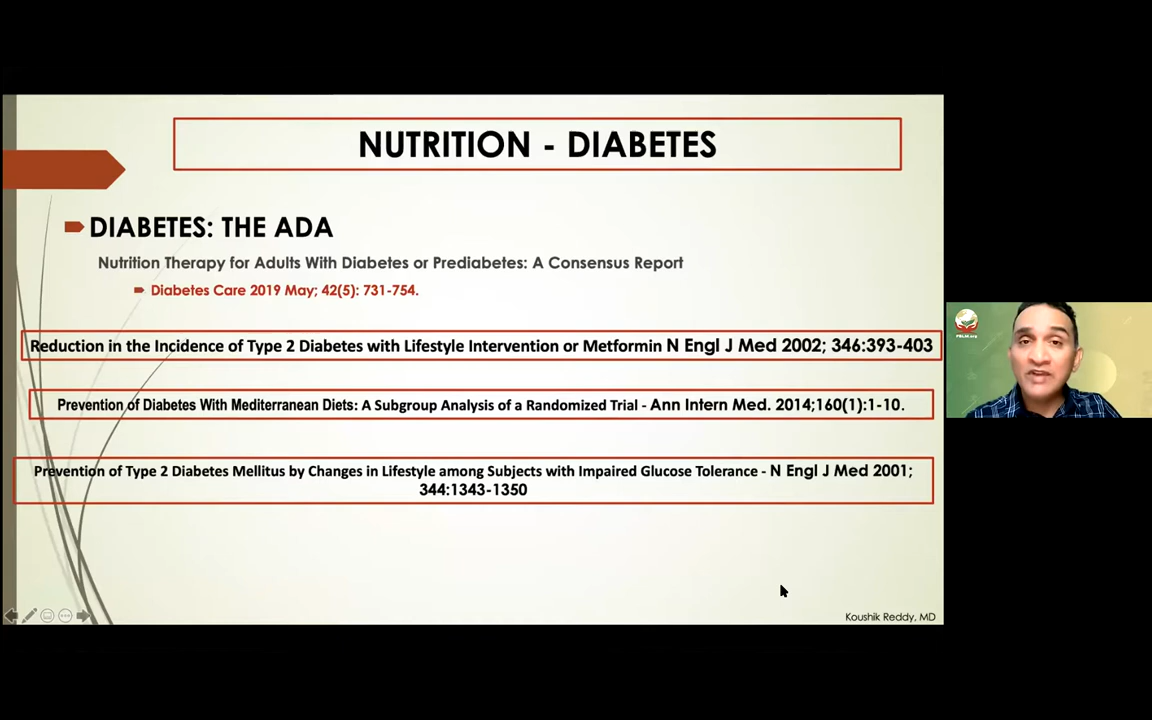 NUTRITION - DIABETES
DIABETES: THE ADA
Nutrition Therapy for Adults With Diabetes or Prediabetes: A Consensus Report
Diabetes Care 2019 May; 42(5): 731-754.
Reduction in the Incidence of Type 2 Diabetes with Lifestyle Intervention or Metformin N Engl J Med 2002; 346:393-403
Prevention of Diabetes With Mediterranean Diets: A Subgroup Analysis of a Randomized Trial - Ann Intern Med. 2014;160(1):1-10.
Prevention of Type 2 Diabetes Mellitus by Changes in Lifestyle among Subjects with Impaired Glucose Tolerance - N Engl J Med 2001;
344:1343-1350
Koushik Reddy, MD